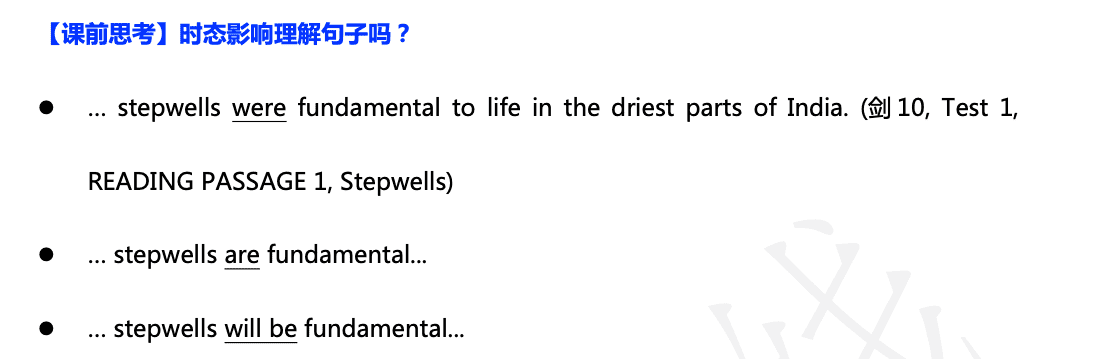 【课前思考】时态影响理解句子吗？
● ... stepwells were fundamental to life in the driest parts of India. (剑 10, Test 1,
READING PASSAGE 1, Stepwells)
● ... stepwells are fundamental...
● ... stepwells will be fundamental...